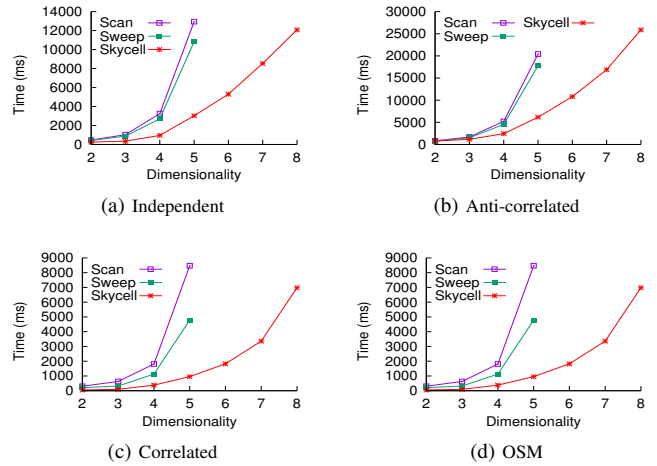 14000
12000
10000
8000
6000
4000
2000
0
Time (ms)
Scan
Sweep
Skycell
2 3 4 5 6 7 8
Dimensionality
(a) Independent
30000
25000
20000
15000
10000
5000
0
Time (ms)
Scan Skycell
Sweep
2 3 4 5 6 7 8
Dimensionality
(b) Anti-correlated
9000
8000
7000
6000
5000
4000
3000
2000
1000
0
Time (ms)
Scan
Sweep
Skycell
2 3 4 5 6 7 8
Dimensionality
(c) Correlated
9000
8000
7000
6000
5000
4000
3000
2000
1000
0
Time (ms)
Scan
Sweep
Skycell
2 3 4 5 6 7 8
Dimensionality
(d) OSM